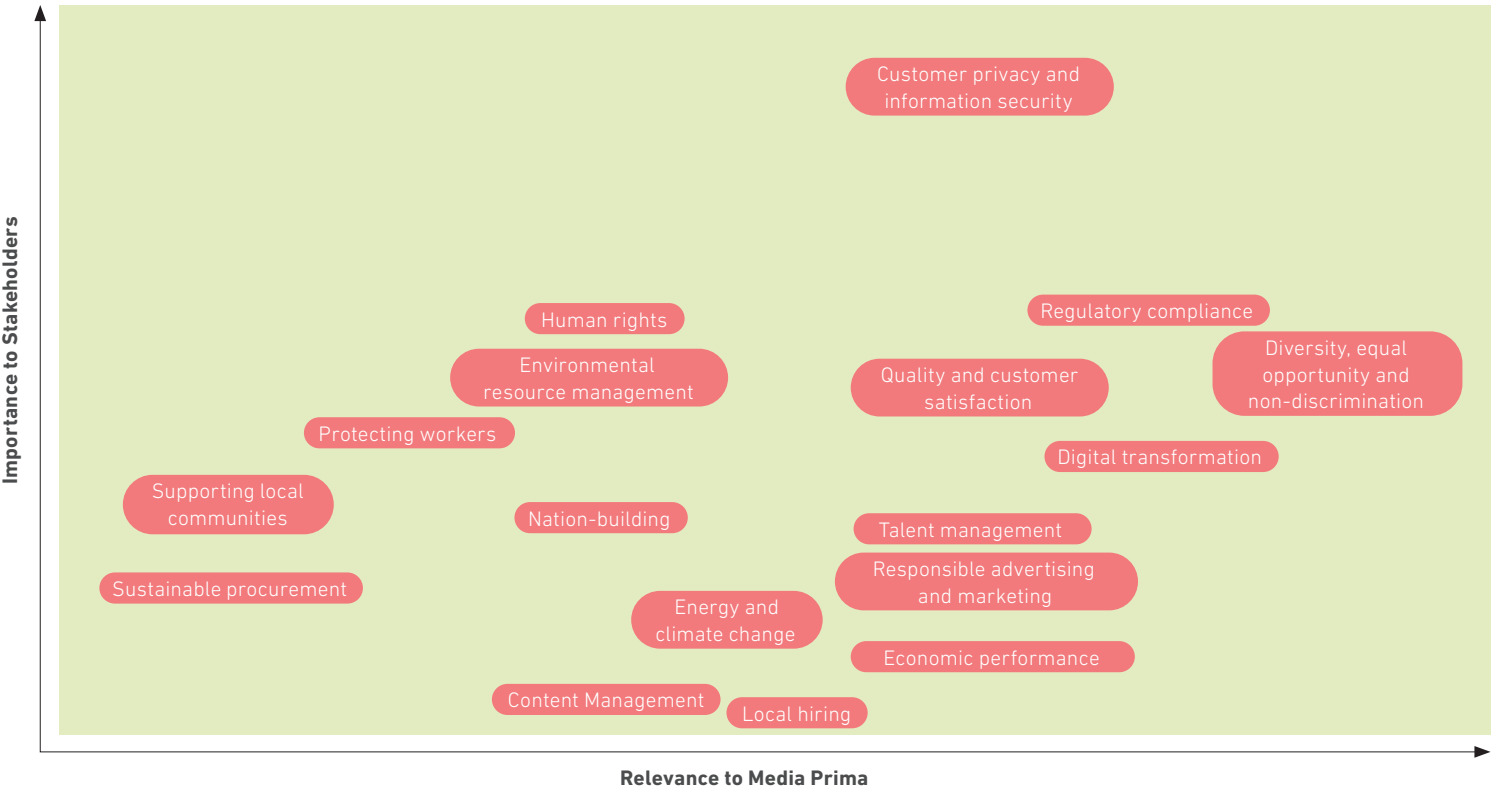 Importance to Stakeholders
Customer privacy and
information security
Human rights
Regulatory compliance
Environmental
resource management
Quality and customer
satisfaction
Diversity, equal
opportunity and
non-discrimination
Protecting workers
Digital transformation
Supporting local
communities
Nation-building
Talent management
Sustainable procurement
Responsible advertising
and marketing
Energy and
climate change
Economic performance
Content Management
Local hiring
Relevance to Media Prima